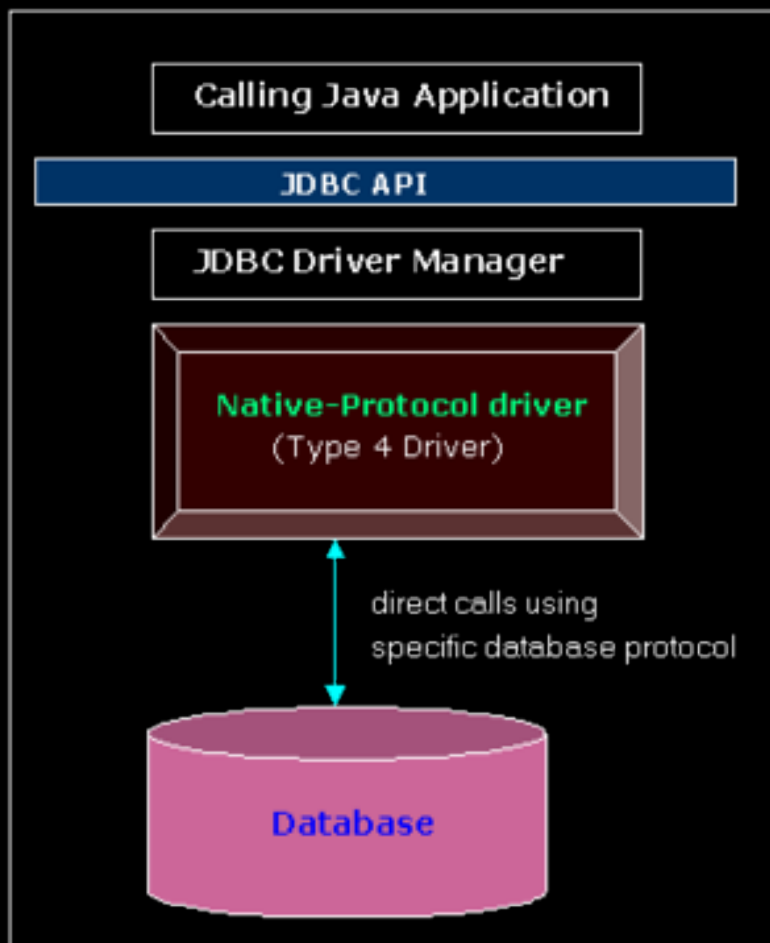 Calling Java Application
JDBC API
JDBC Driver Manager
Native-Protocol driver
(Type 4 Driver)
direct calls using
specific database protocol
Database